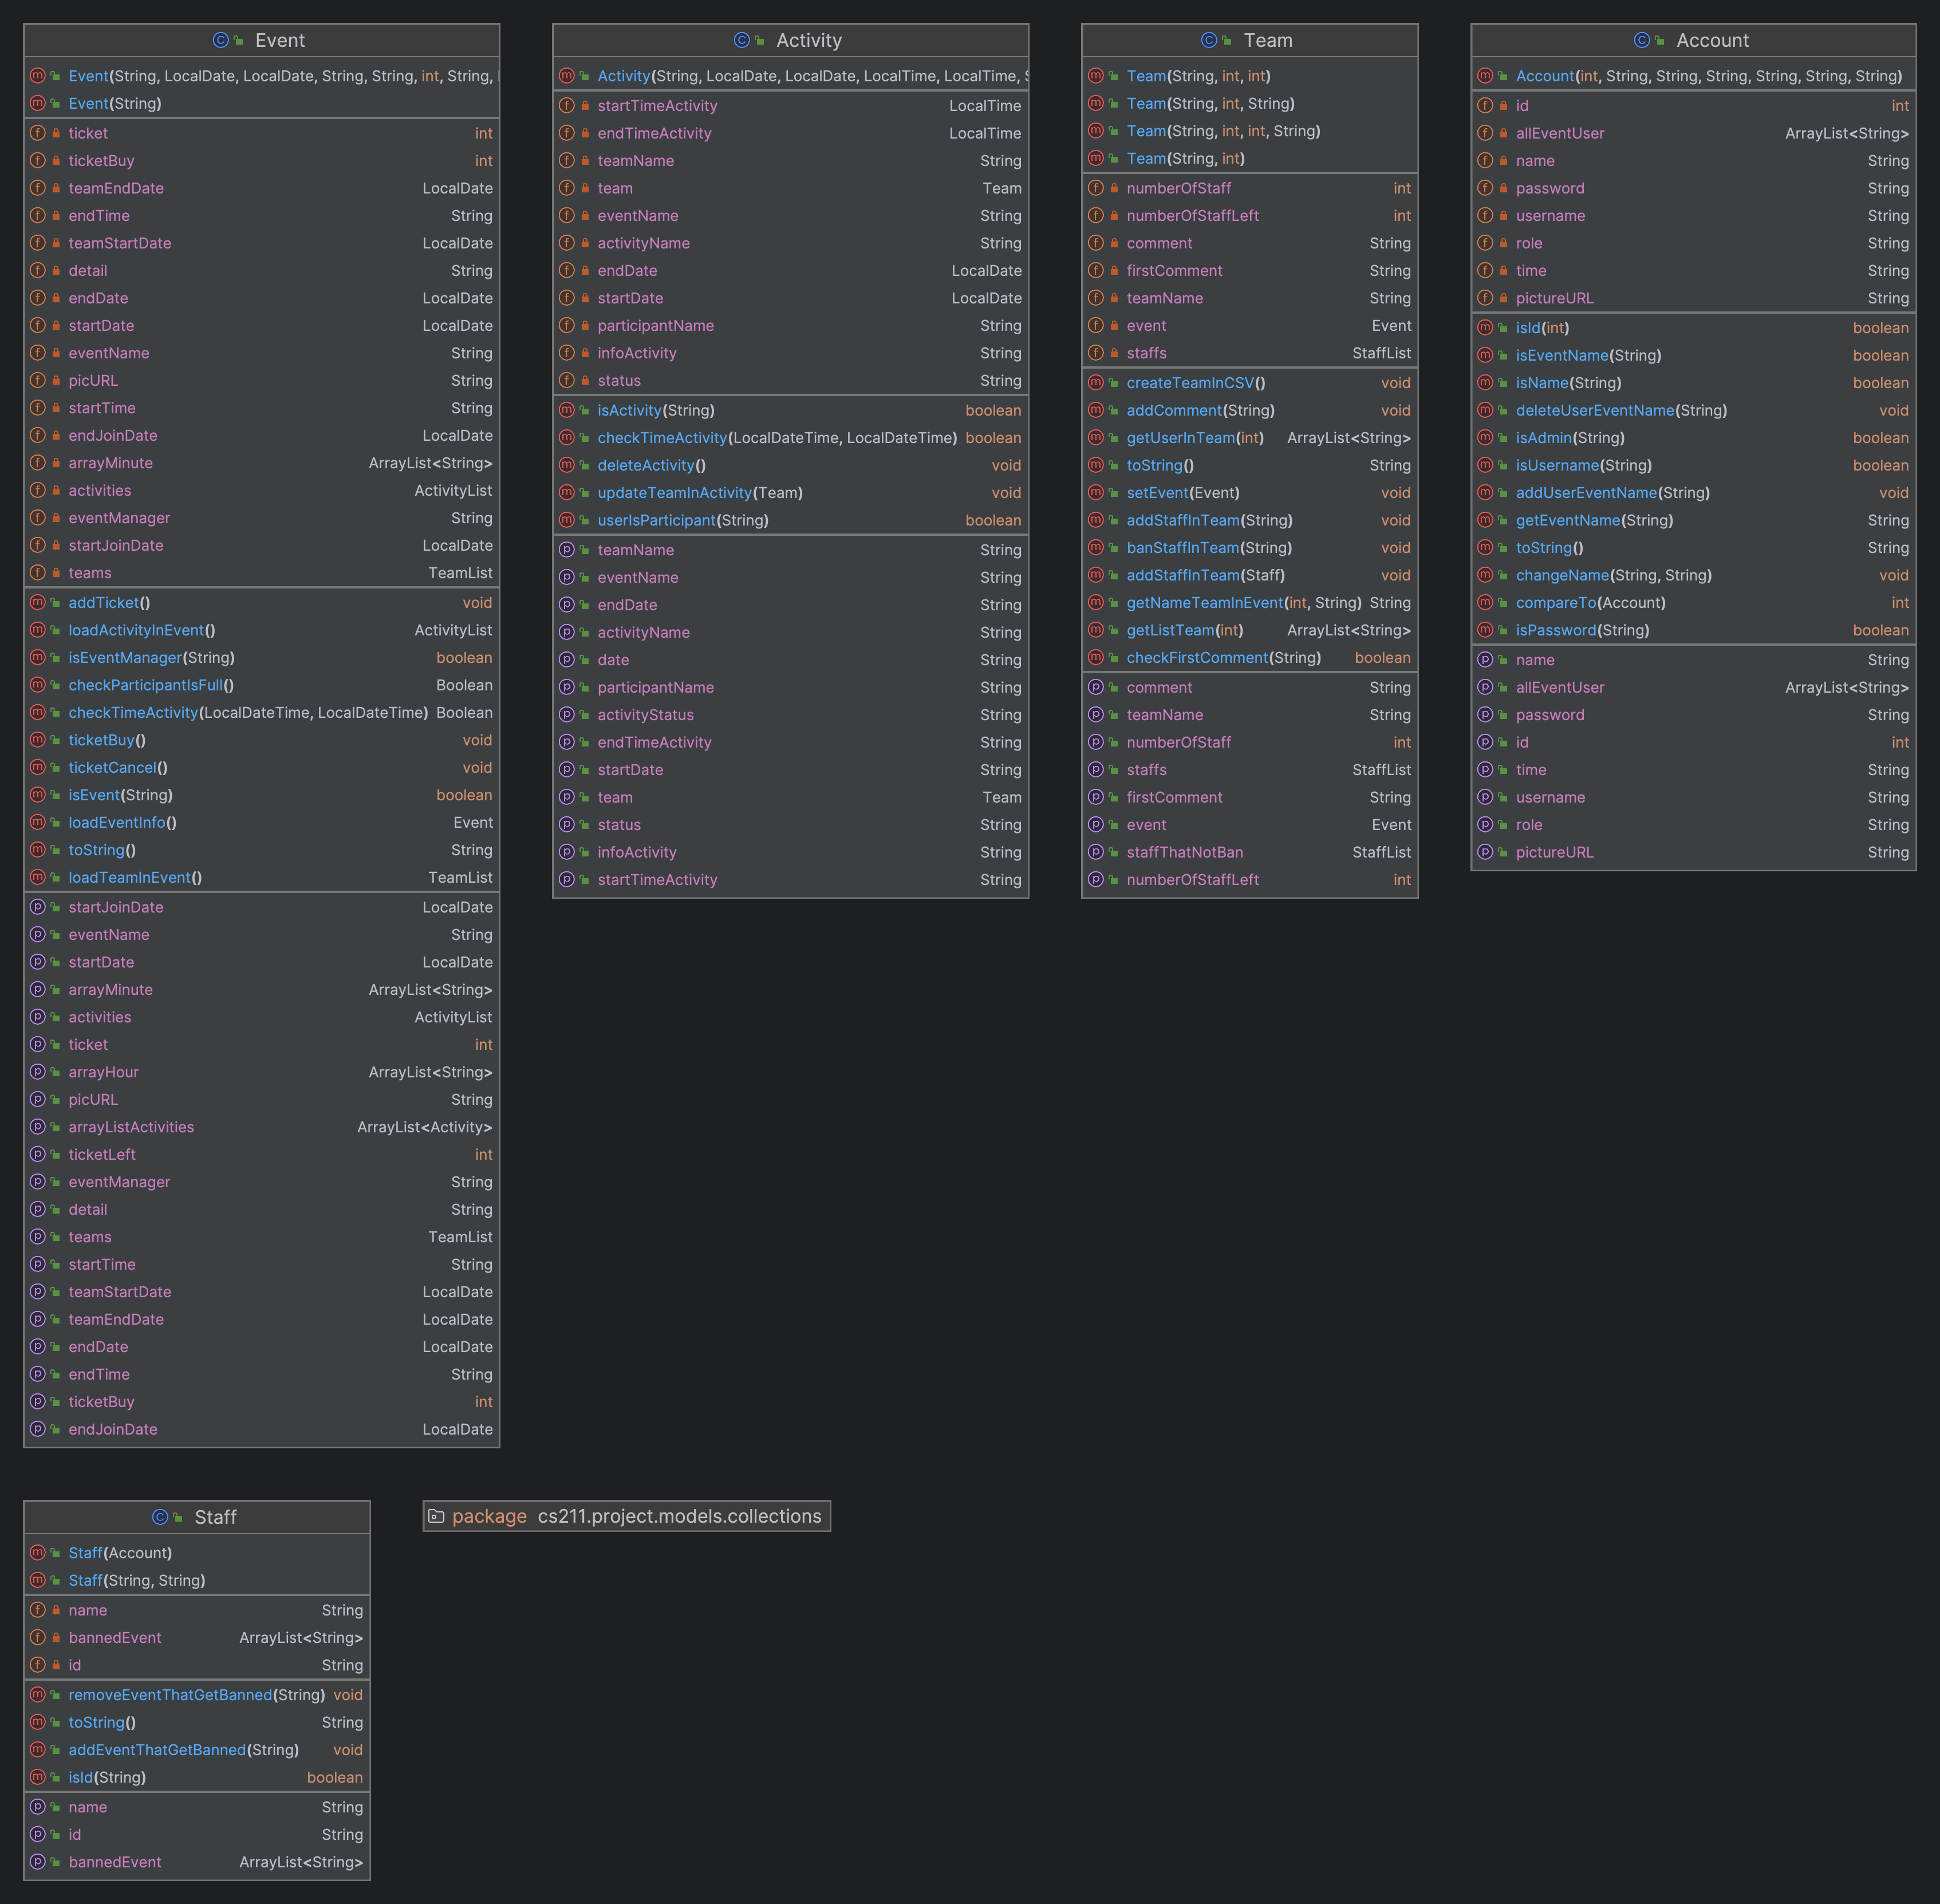 Event
Event(String, LocalDate, LocalDate, String, String, int, String,
Event(String)
ticket int
ticketBuy int
teamEndDate LocalDate
endTime String
teamStartDate LocalDate
detail String
endDate LocalDate
startDate LocalDate
eventName String
picURL String
startTime String
endJoinDate LocalDate
arrayMinute ArrayList<String>
activities ActivityList
eventManager String
startJoinDate LocalDate
teams TeamList
addTicket() void
loadActivityInEvent() ActivityList
isEventManager(String) boolean
checkParticipantIsFull() Boolean
checkTimeActivity(LocalDateTime, LocalDateTime) Boolean
ticketBuy() void
ticketCancel() void
isEvent(String) boolean
loadEventInfo() Event
toString() String
loadTeamInEvent() TeamList
startJoinDate LocalDate
eventName String
startDate LocalDate
arrayMinute ArrayList<String>
activities ActivityList
ticket int
arrayHour ArrayList<String>
picURL String
arrayListActivities ArrayList<Activity>
ticketLeft int
eventManager String
detail String
teams TeamList
startTime String
teamStartDate LocalDate
teamEndDate LocalDate
endDate LocalDate
endTime String
ticketBuy int
endJoinDate LocalDate
Activity
Activity(String, LocalDate, LocalDate, LocalTime, LocalTime, S
startTimeActivity LocalTime
endTimeActivity LocalTime
teamName String
team Team
eventName String
activityName String
endDate LocalDate
startDate LocalDate
participantName String
infoActivity String
status String
isActivity(String) boolean
checkTimeActivity(LocalDateTime, LocalDateTime) boolean
deleteActivity() void
updateTeamInActivity(Team) void
userIsParticipant(String) boolean
teamName String
eventName String
endDate String
activityName String
date String
participantName String
activityStatus String
endTimeActivity String
startDate String
team Team
status String
infoActivity String
startTimeActivity String
Team
Team(String, int, int)
Team(String, int, String)
Team(String, int, int, String)
Team(String, int)
numberOfStaff int
numberOfStaffLeft int
comment String
firstComment String
teamName String
event Event
staffs StaffList
createTeamInCSV() void
addComment(String) void
getUserInTeam(int) ArrayList<String>
toString() String
setEvent(Event) void
addStaffInTeam(String) void
banStaffInTeam(String) void
addStaffInTeam(Staff) void
getNameTeamInEvent(int, String) String
getListTeam(int) ArrayList<String>
checkFirstComment(String) boolean
comment String
teamName String
numberOfStaff int
staffs StaffList
firstComment String
event Event
staffThatNotBan StaffList
numberOfStaffLeft int
Account
Account(int, String, String, String, String, String, String)
id int
allEventUser ArrayList<String>
name String
password String
username String
role String
time String
pictureURL String
isId(int) boolean
isEventName(String) boolean
isName(String) boolean
deleteUserEventName(String) void
isAdmin(String) boolean
isUsername(String) boolean
addUserEventName(String) void
getEventName(String) String
toString() String
changeName(String, String) void
compareTo(Account) int
isPassword(String) boolean
name String
allEventUser ArrayList<String>
password String
id int
time String
username String
role String
pictureURL String
Staff
Staff(Account)
Staff(String, String)
name String
bannedEvent ArrayList<String>
id String
removeEventThatGetBanned(String) void
toString() String
addEventThatGetBanned(String) void
isId(String) boolean
name String
id String
bannedEvent ArrayList<String>
package cs211.project.models.collections